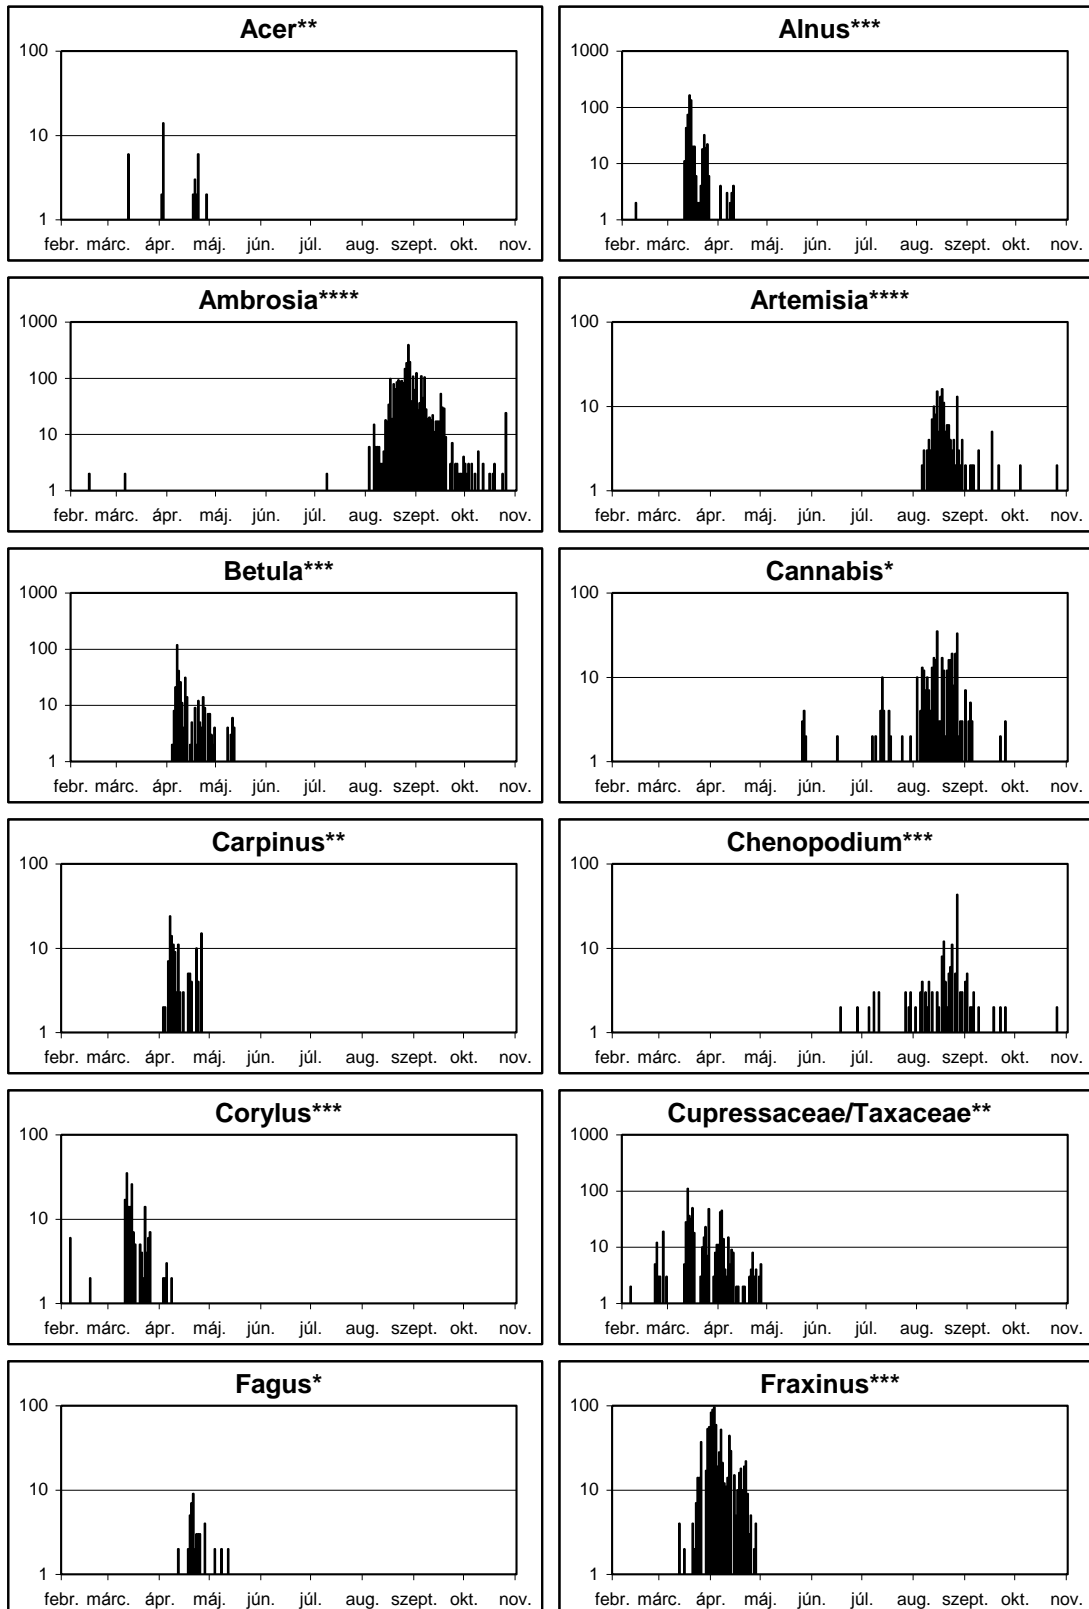 Acer**
100
10
1
febr. márc. ápr. máj. jún. júl. aug. szept. okt. nov.
Alnus***
1000
100
10
1
febr. márc. ápr. máj. jún. júl. aug. szept. okt. nov.
Ambrosia****
1000
100
10
1
febr. márc. ápr. máj. jún. júl. aug. szept. okt. nov.
Artemisia****
100
10
1
febr. márc. ápr. máj. jún. júl. aug. szept. okt. nov.
Betula***
1000
100
10
1
febr. márc. ápr. máj. jún. júl. aug. szept. okt. nov.
Cannabis*
100
10
1
febr. márc. ápr. máj. jún. júl. aug. szept. okt. nov.
Carpinus**
100
10
1
febr. márc. ápr. máj. jún. júl. aug. szept. okt. nov.
Chenopodium***
100
10
1
febr. márc. ápr. máj. jún. júl. aug. szept. okt. nov.
Corylus***
100
10
1
febr. márc. ápr. máj. jún. júl. aug. szept. okt. nov.
Cupressaceae/Taxaceae**
1000
100
10
1
febr. márc. ápr. máj. jún. júl. aug. szept. okt. nov.
Fagus*
100
10
1
febr. márc. ápr. máj. jún. júl. aug. szept. okt. nov.
Fraxinus***
100
10
1
febr. márc. ápr. máj. jún. júl. aug. szept. okt. nov.